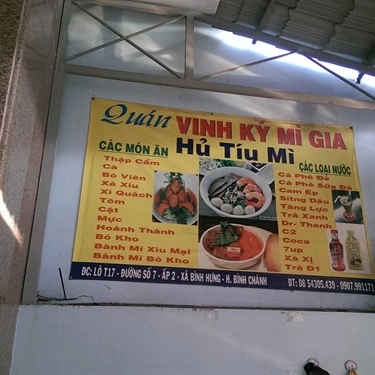 Quán VINH KY MÌ GIA
Hủ Tíu Mì
CÁC MÓN ĂN
Thập Cẩm
Cá
Bò Viên
Xá Xíu
Xí Quách
Tôm
Cật
Mực
Hoành Thánh
Bò Kho
Bánh Mì Xíu Mại
Bánh Mì Bò Kho
CÁC LOẠI NƯỚC
Cà Phê Đá
Cà Phê Sữa Đá
Cam Ép
Sting Dâu
Tăng Lực
Trà Xanh
Dr- Thanh
C2
Coca
7up
Xá Xị
Trà Đ1
ĐC: LÔ T17 - ĐƯỜNG SỐ 7 - ẤP 2 - XÃ BÌNH HƯNG - H. BÌNH CHÁNH
ĐT: 08 54305.439 - 0907.991171